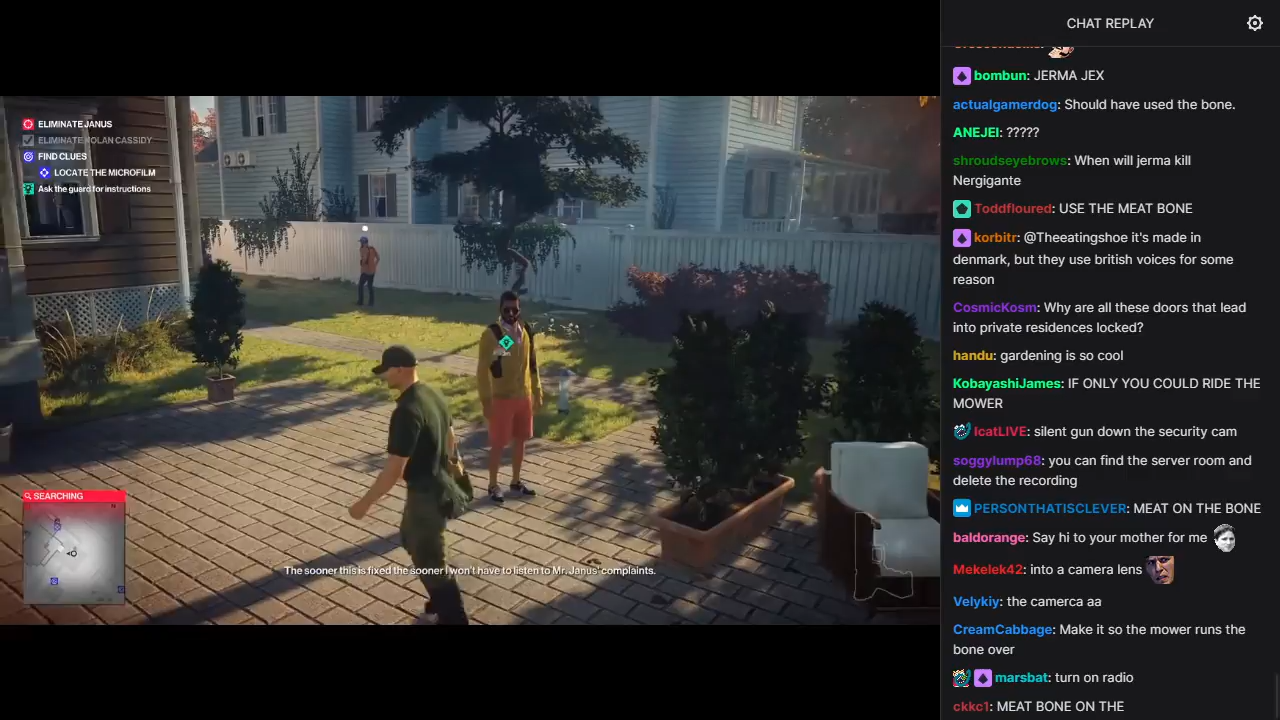 ELIMINATE JANUS
ELIMINATE NOLAN CASSIDY
FIND CLUES
LOCATE THE MICROFILM
Ask the guard for instructions
SEARCHING
N
The sooner this is fixed the sooner I won't have to listen to Mr. Janus' complaints.
CHAT REPLAY
bombun: JERMA JEX
actualgamerdog: Should have used the bone.
ANEJEI: ?????
shroudseyebrows: When will jerma kill
Nergigante
Toddfloured: USE THE MEAT BONE
korbitr: @Theeatingshoe it's made in
denmark, but they use british voices for some
reason
CosmicKosm: Why are all these doors that lead
into private residences locked?
handu: gardening is so cool
KobayashiJames: IF ONLY YOU COULD RIDE THE
MOWER
IcatLIVE: silent gun down the security cam
soggylump68: you can find the server room and
delete the recording
PERSONTHATISCLEVER: MEAT ON THE BONE
baldorange: Say hi to your mother for me
Mekelek42: into a camera lens
Velykiy: the camerca aa
CreamCabbage: Make it so the mower runs the
bone over
marsbat: turn on radio
ckkc1: MEAT BONE ON THE